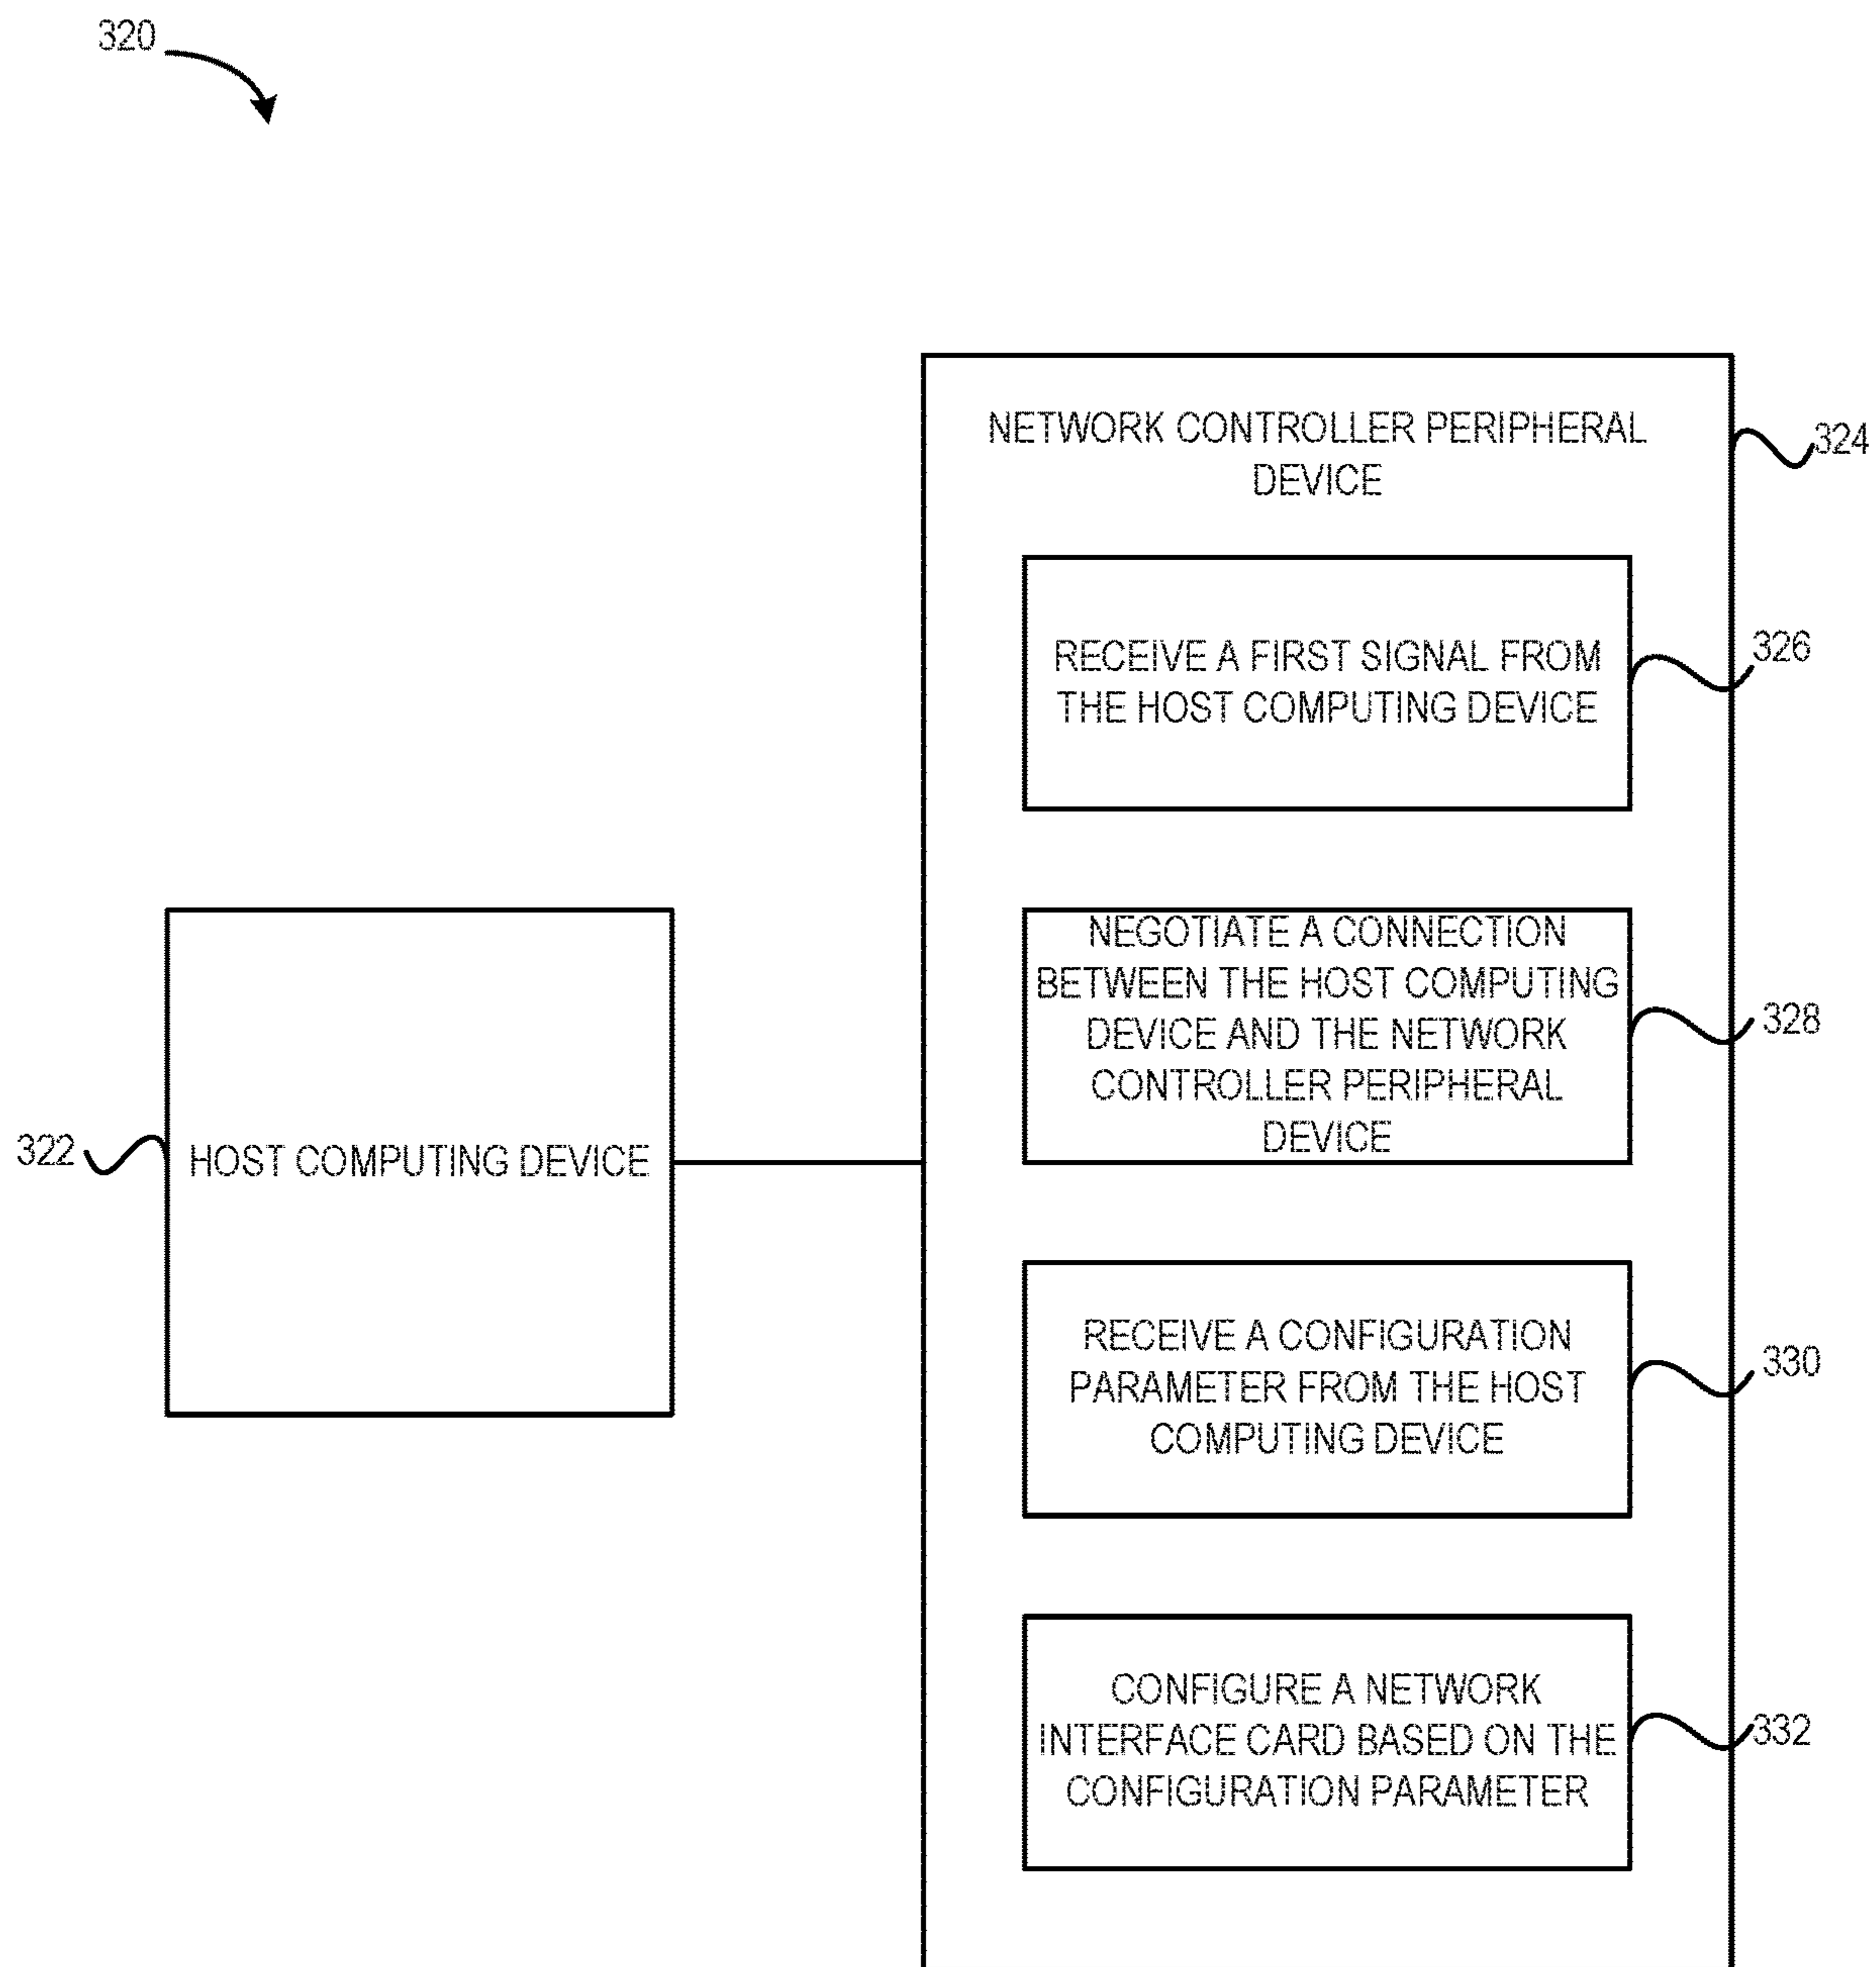 320
NETWORK CONTROLLER PERIPHERAL
DEVICE
324
RECEIVE A FIRST SIGNAL FROM
THE HOST COMPUTING DEVICE
326
NEGOTIATE A CONNECTION
BETWEEN THE HOST COMPUTING
DEVICE AND THE NETWORK
CONTROLLER PERIPHERAL
DEVICE
328
322
HOST COMPUTING DEVICE
RECEIVE A CONFIGURATION
PARAMETER FROM THE HOST
COMPUTING DEVICE
330
CONFIGURE A NETWORK
INTERFACE CARD BASED ON THE
CONFIGURATION PARAMETER
332